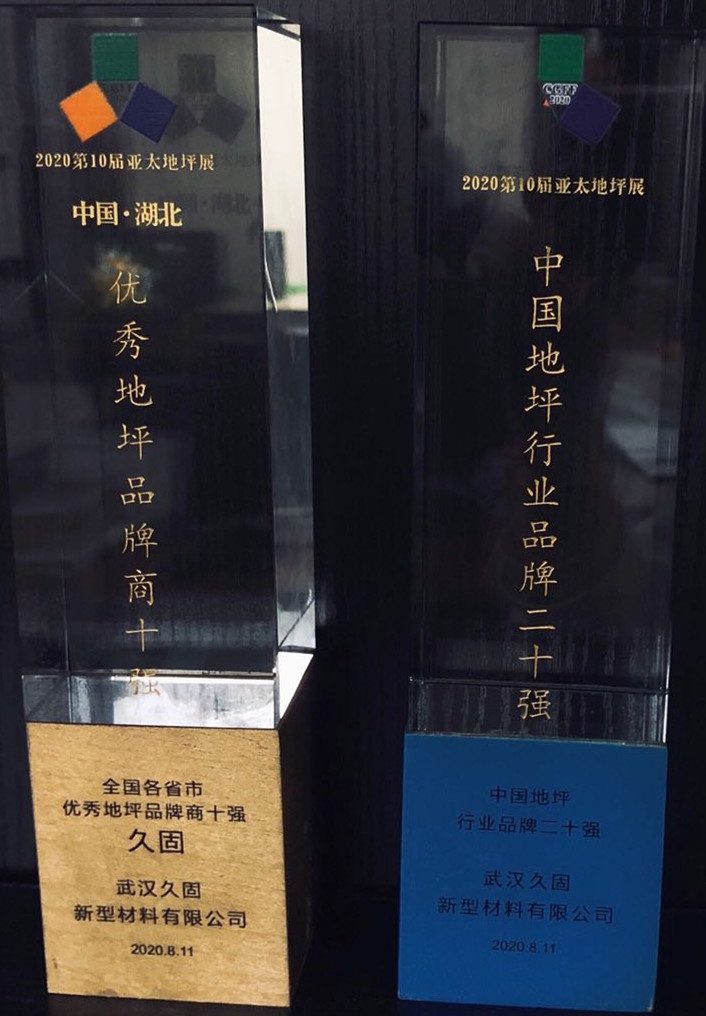 2020第10届亚太地坪展
中国·湖北
优秀地坪品牌商十强
全国各省市
优秀地坪品牌商十强
久固
武汉久固
新型材料有限公司
2020.8.11
CGFF
2020
2020第10届亚太地坪展
中国地坪行业品牌二十强
中国地坪
行业品牌二十强
武汉久固
新型材料有限公司
2020.8.11